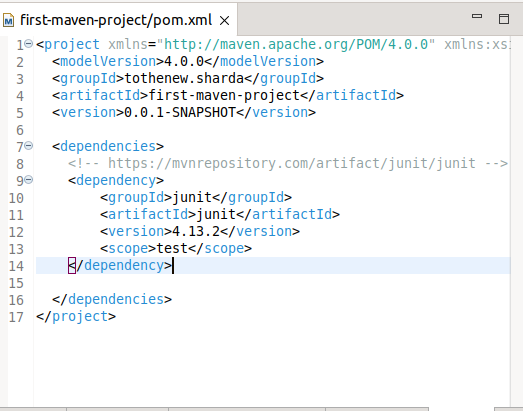 first-maven-project/pom.xml
1 <project xmlns="http://maven.apache.org/POM/4.0.0"
2 <modelVersion>4.0.0</modelVersion>
3 <groupId>tothenew.sharda</groupId>
4 <artifactId>first-maven-project</artifactId>
5 <version>0.0.1-SNAPSHOT</version>
6
7 <dependencies>
8 <!-- https://mvnrepository.com/artifact/junit/junit -->
9 <dependency>
10 <groupId>junit</groupId>
11 <artifactId>junit</artifactId>
12 <version>4.13.2</version>
13 <scope>test</scope>
14 </dependency>
15
16 </dependencies>
17 </project>